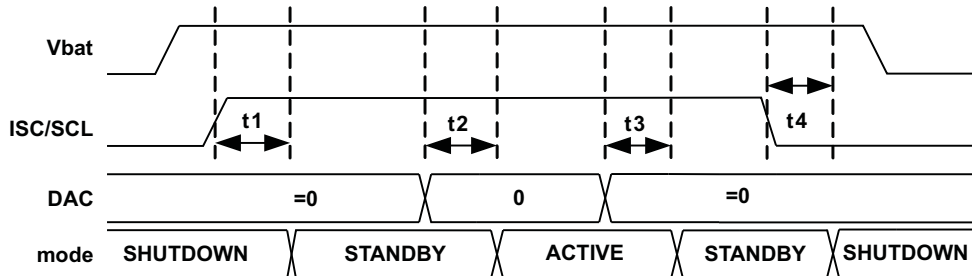 Vbat
ISC/SCL
t1
t2
t3
t4
DAC
=0
0
=0
mode
SHUTDOWN
STANDBY
ACTIVE
STANDBY
SHUTDOWN